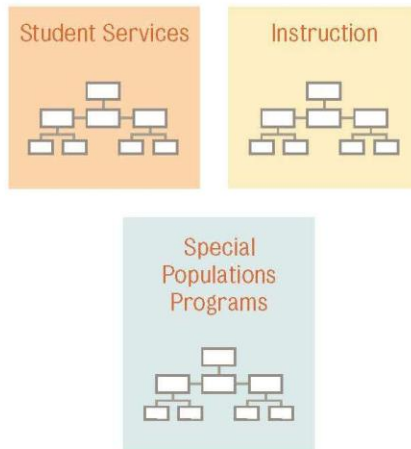 Student Services
Instruction
Special
Populations
Programs